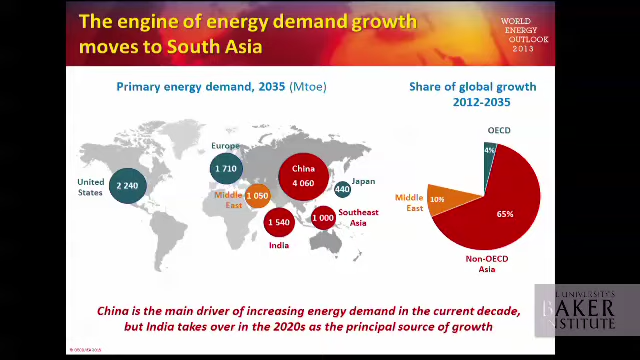 The engine of energy demand growth
moves to South Asia
WORLD
ENERGY
OUTLOOK
2013
Primary energy demand, 2035 (Mtoe)
Share of global growth
2012-2035
Europe
1 710
China
4 060
United
States
2 240
Middle
East
1 050
Japan
440
1 540
India
1 000
Southeast
Asia
OECD
4%
Middle
East
10%
65%
Non-OECD
Asia
China is the main driver of increasing energy demand in the current decade,
but India takes over in the 2020s as the principal source of growth
UNIVERSITY'S
BAKER
INSTITUTE
© OECD/IEA 2013